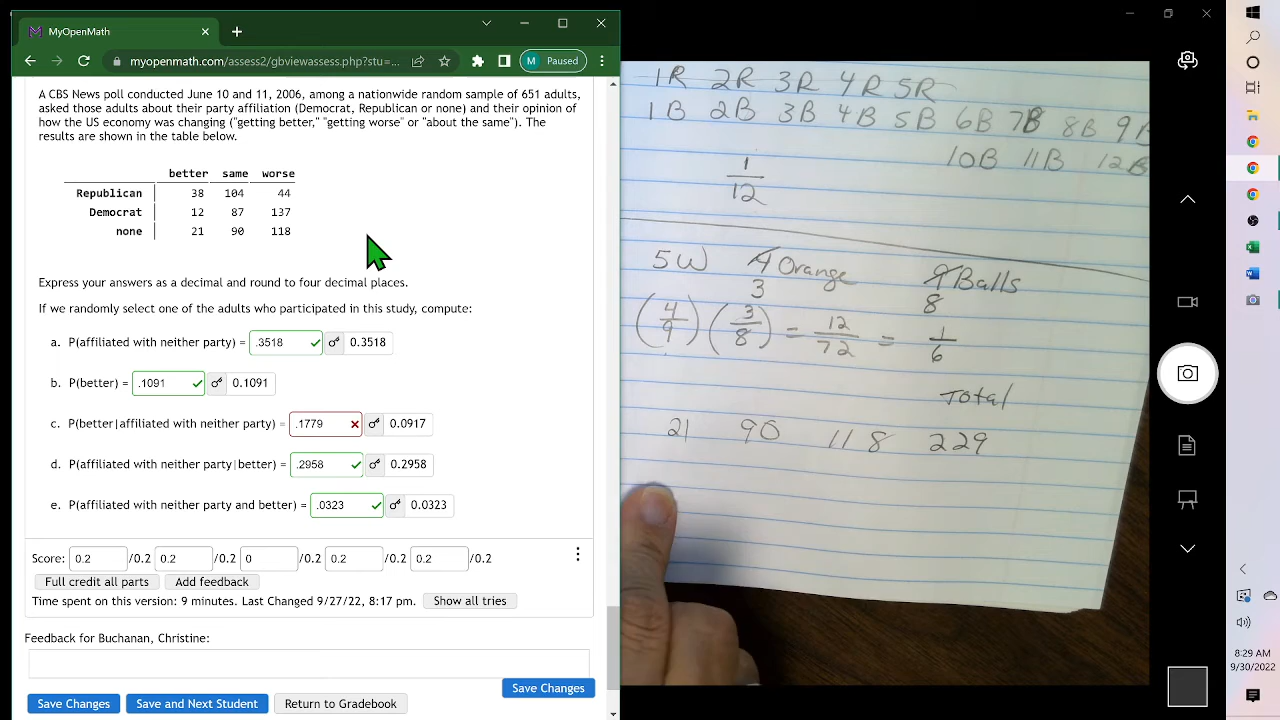 MyOpenMath
myopenmath.com/assess2/gbviewassess.php?stu=...
M Paused
A CBS News poll conducted June 10 and 11, 2006, among a nationwide random sample of 651 adults,
asked those adults about their party affiliation (Democrat, Republican or none) and their opinion of
how the US economy was changing ("getting better," "getting worse" or "about the same"). The
results are shown in the table below.
better same worse
Republican 38 104 44
Democrat 12 87 137
none 21 90 118
Express your answers as a decimal and round to four decimal places.
If we randomly select one of the adults who participated in this study, compute:
a. P(affiliated with neither party) = .3518 0.3518
b. P(better) = .1091 0.1091
c. P(better|affiliated with neither party) = .1779 0.0917
d. P(affiliated with neither party|better) = .2958 0.2958
e. P(affiliated with neither party and better) = .0323 0.0323
Score: 0.2 /0.2 0.2 /0.2 0 /0.2 0.2 /0.2 0.2 /0.2
Full credit all parts Add feedback
Time spent on this version: 9 minutes. Last Changed 9/27/22, 8:17 pm. Show all tries
Feedback for Buchanan, Christine:
Save Changes
Save Changes Save and Next Student Return to Gradebook
1R 2R 3R 4R 5R
1B 2B 3B 4B 5B 6B 7B 8B 9B
10B 11B 12B
1/12
5W 4 Orange 9 Balls
3 8
(4/9) (3/8) = 12/72 = 1/6
Total
21 90 118 229
8:29 AM
9/30/2022